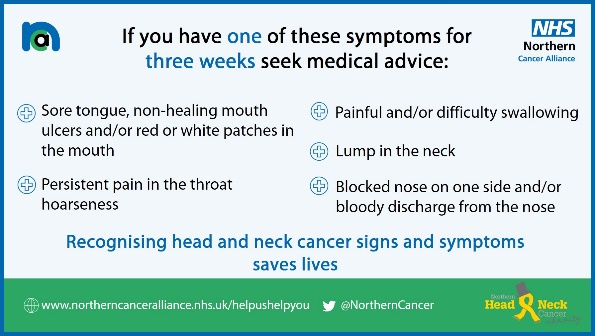 If you have one of these symptoms for
three weeks seek medical advice:
na
NHS
Northern
Cancer Alliance
Sore tongue, non-healing mouth
ulcers and/or red or white patches in
the mouth
Persistent pain in the throat
hoarseness
Painful and/or difficulty swallowing
Lump in the neck
Blocked nose on one side and/or
bloody discharge from the nose
Recognising head and neck cancer signs and symptoms
saves lives
www.northerncanceralliance.nhs.uk/helpushelpyou
@NorthernCancer
Northern
Head Neck
Cancer